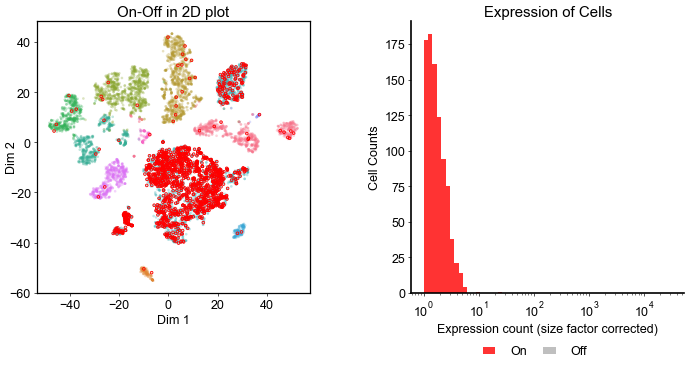 On-Off in 2D plot
40
20
0
−20
−40
−60
−40 −20 0 20 40
Dim 2
Dim 1
Expression of Cells
175
150
125
100
75
50
25
0
10^0 10^1 10^2 10^3 10^4
Cell Counts
Expression count (size factor corrected)
On Off